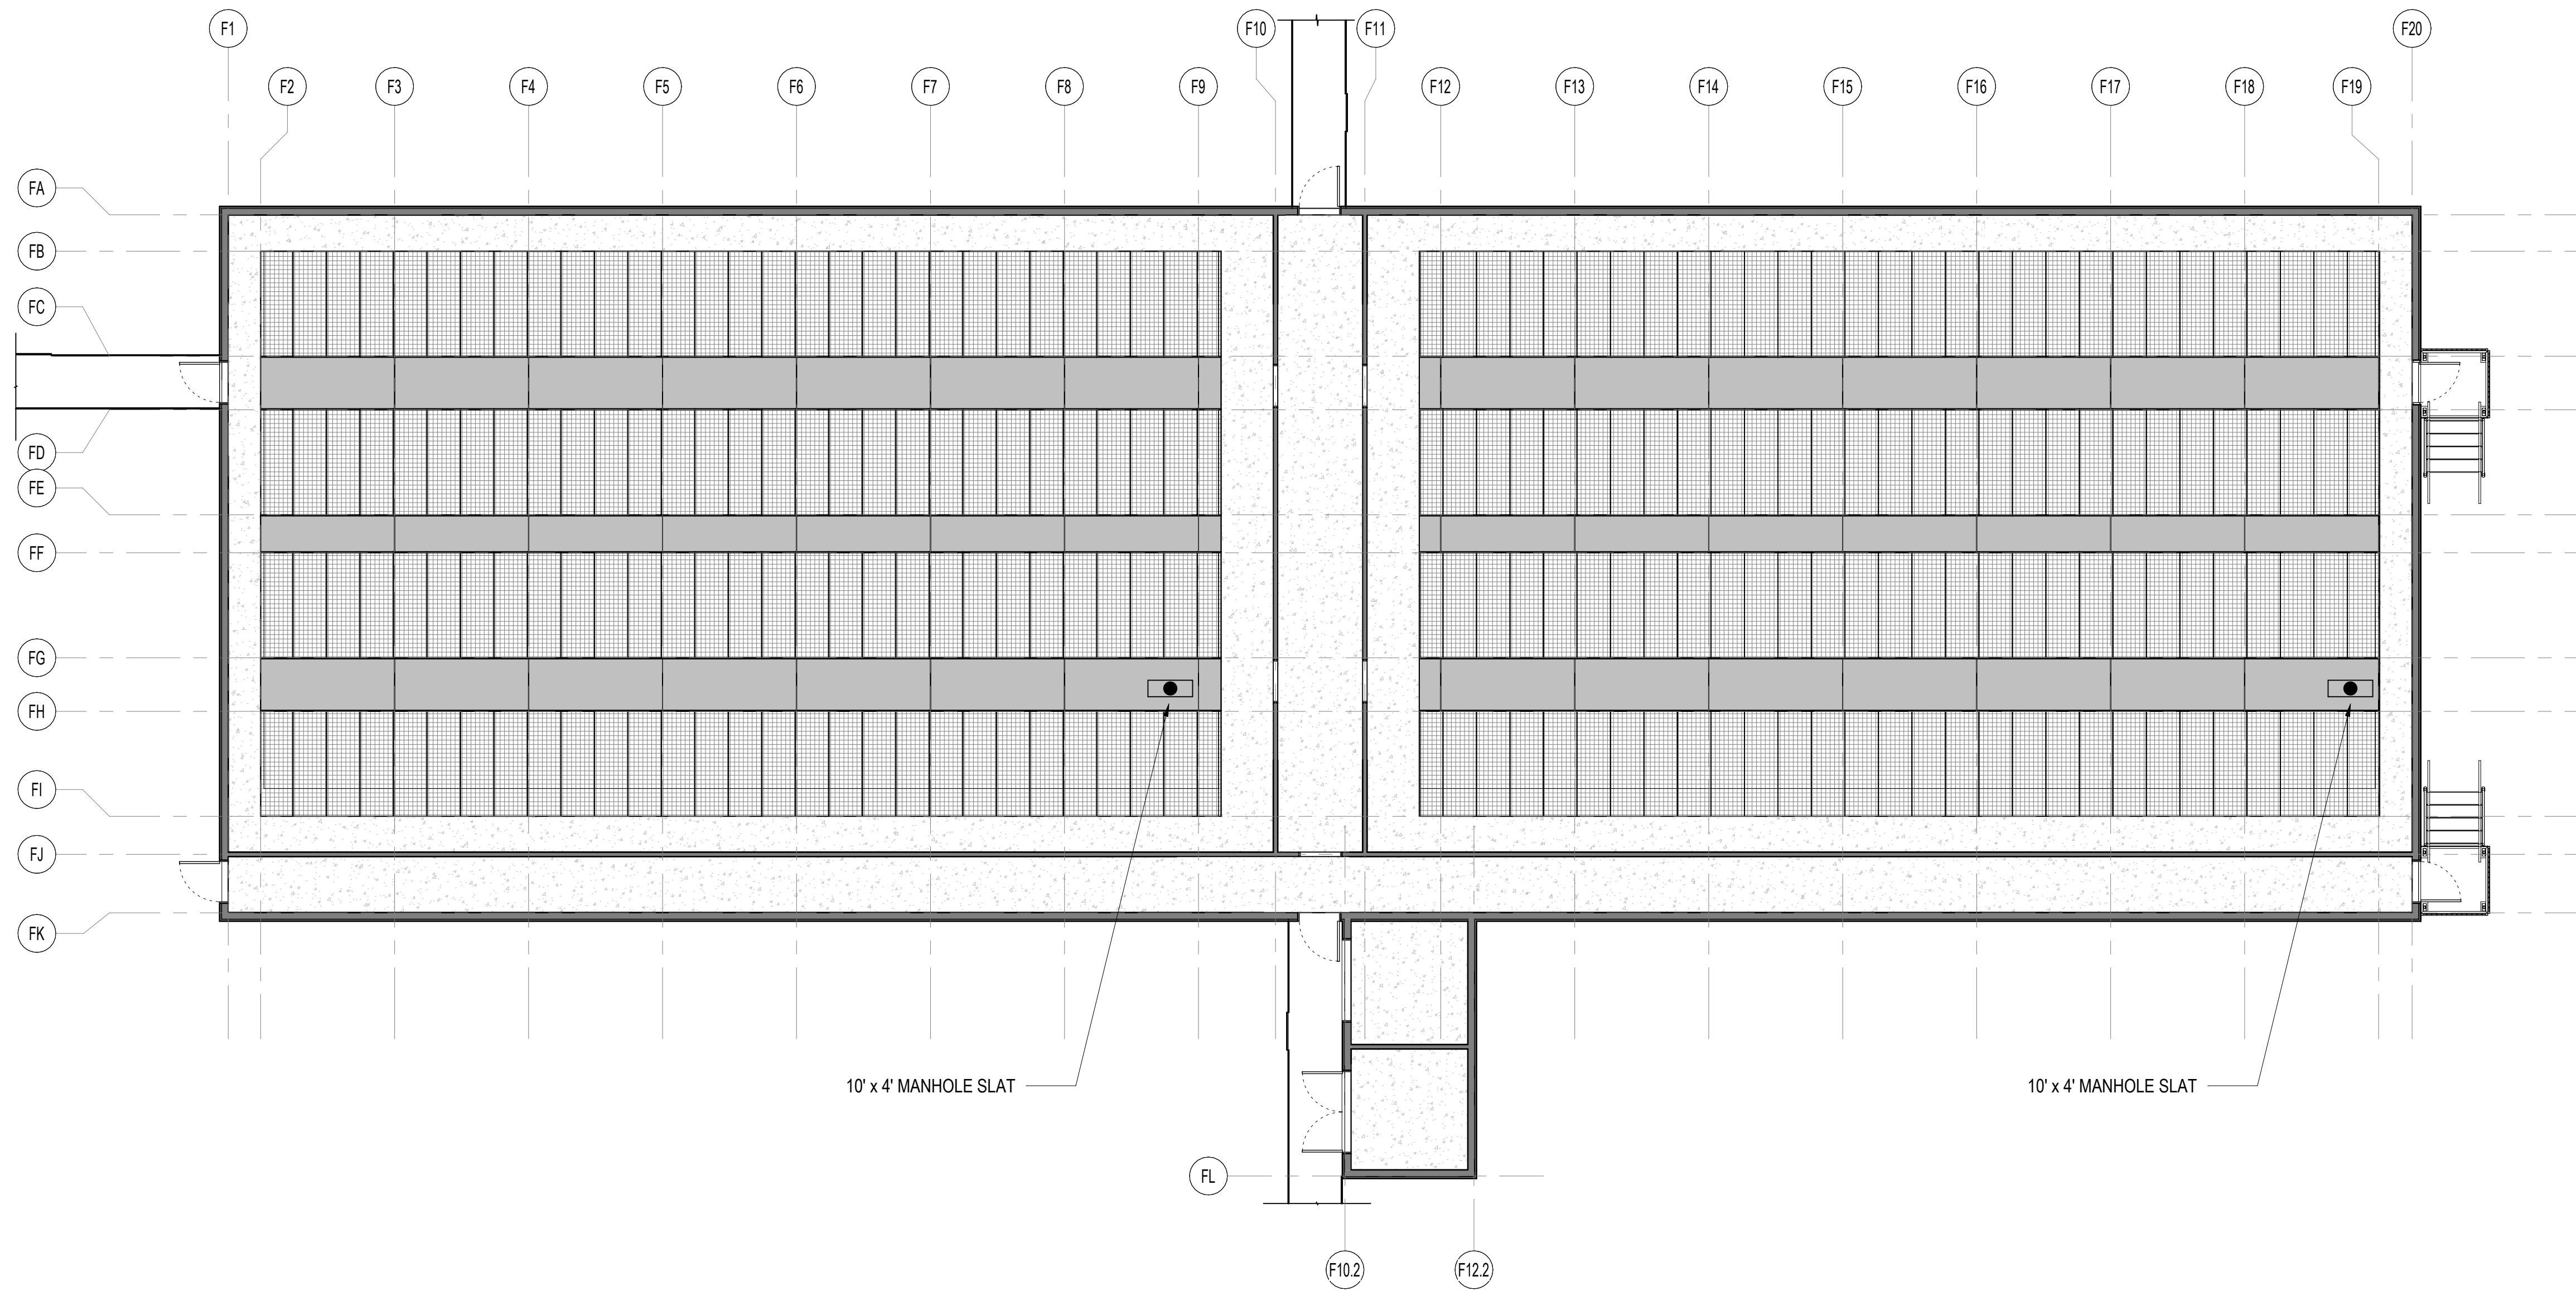 F1
F10
F11
F20
F2
F3
F4
F5
F6
F7
F8
F9
F12
F13
F14
F15
F16
F17
F18
F19
FA
FB
FC
FD
FE
FF
FG
FH
FI
FJ
FK
10' x 4' MANHOLE SLAT
10' x 4' MANHOLE SLAT
FL
F10.2
F12.2